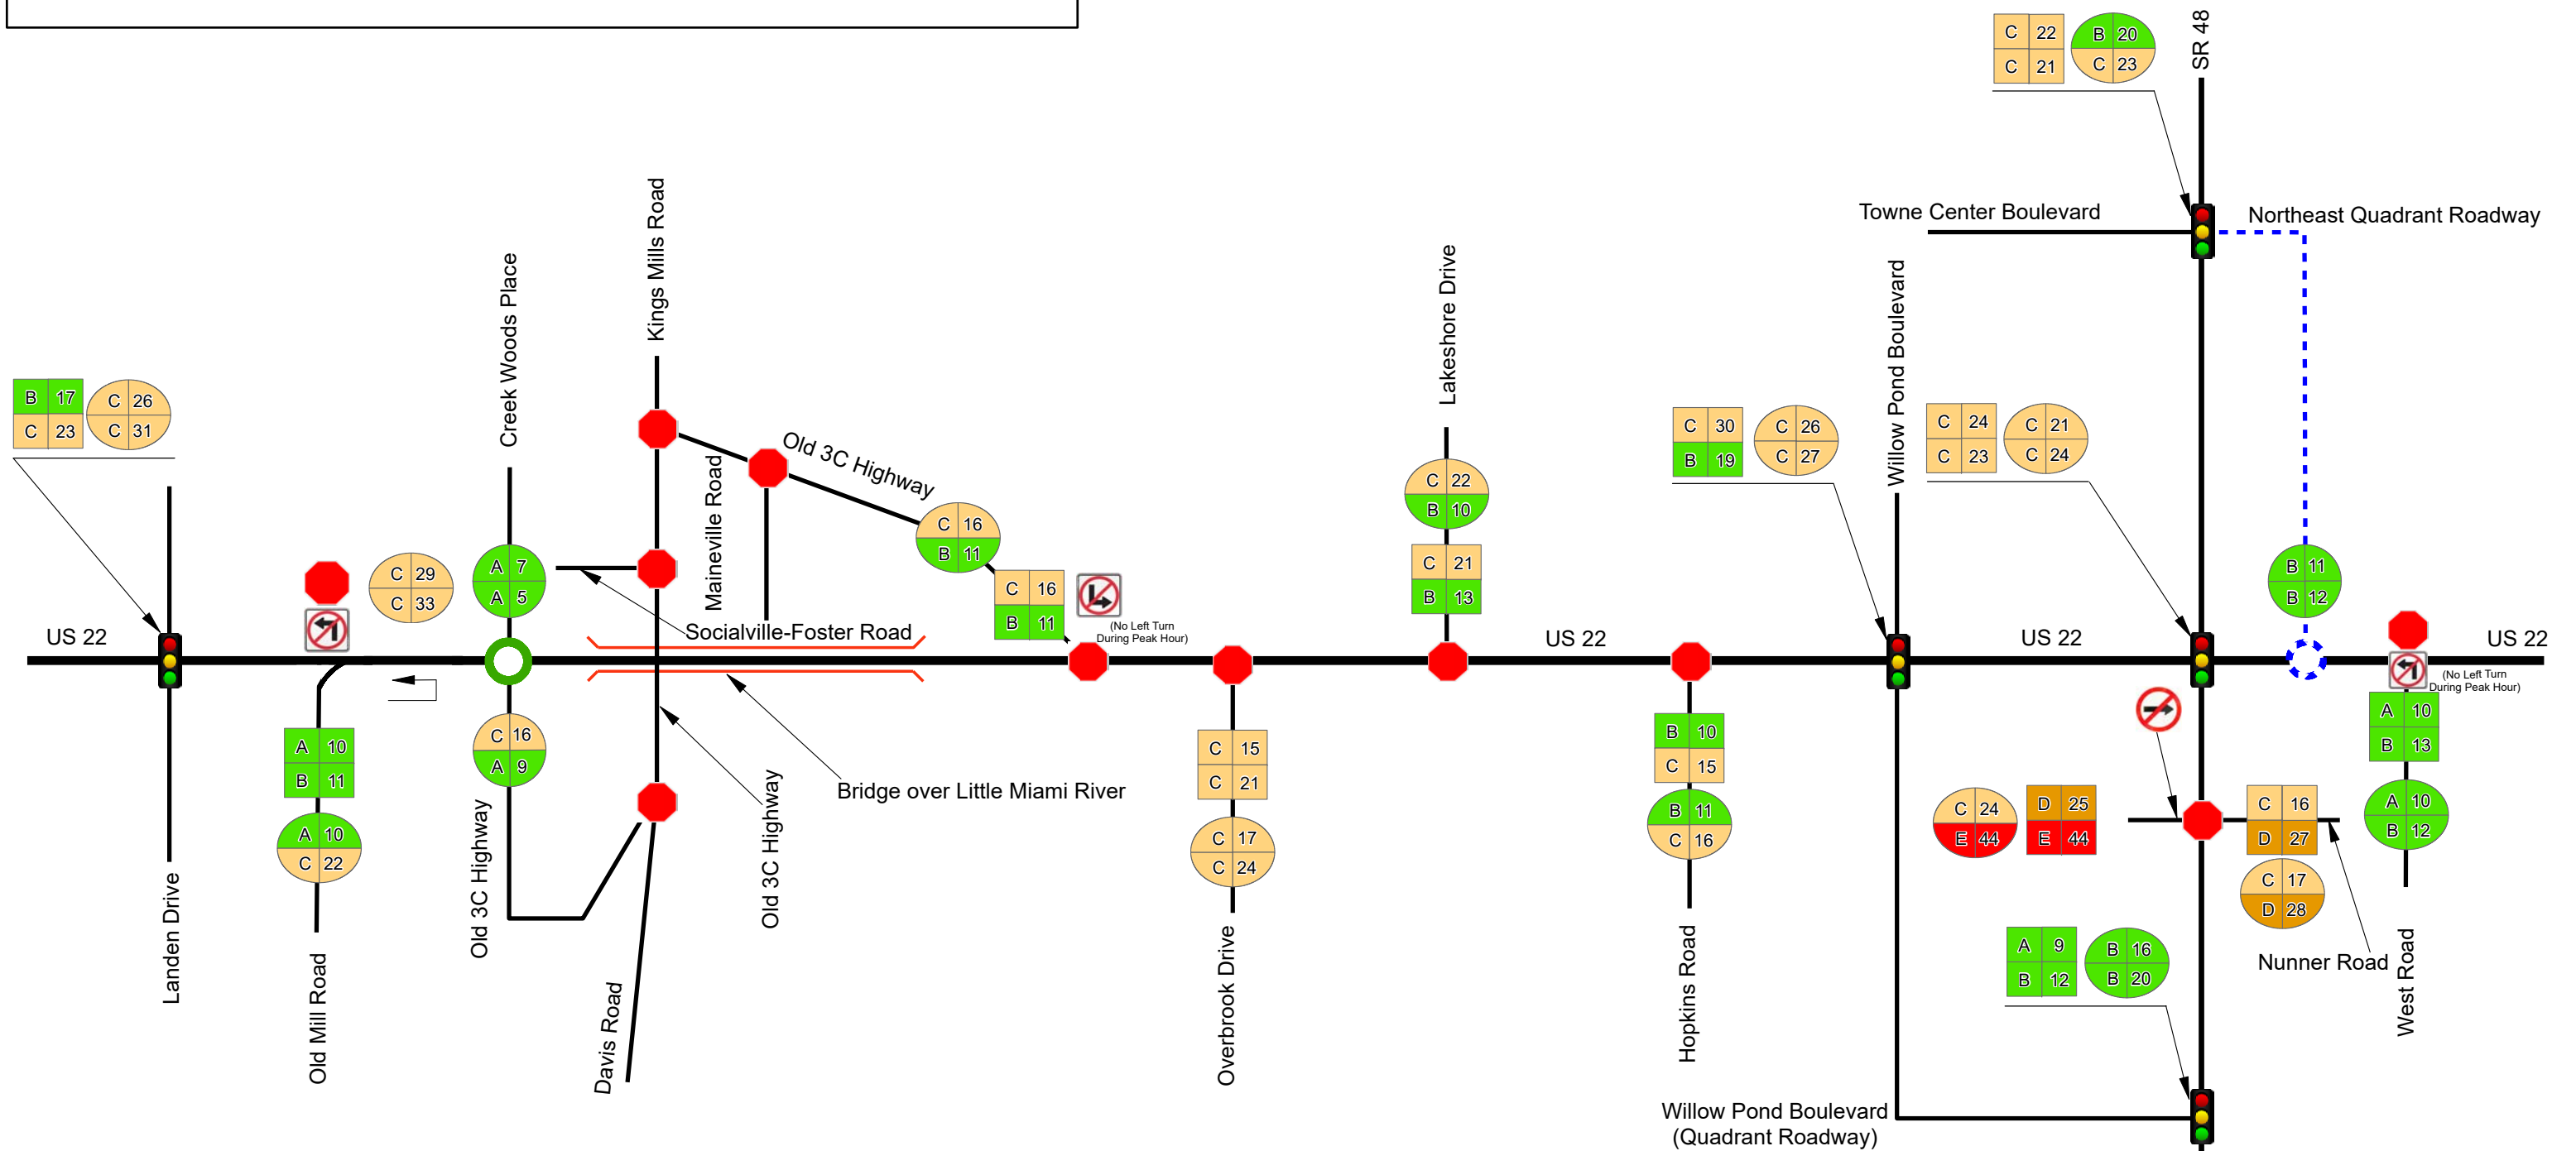 C 22
C 21
B 20
C 23
SR 48
Towne Center Boulevard
Northeast Quadrant Roadway
Kings Mills Road
Creek Woods Place
Lakeshore Drive
Willow Pond Boulevard
B 17
C 23
C 26
C 31
Old 3C Highway
Maineville Road
C 30
B 19
C 26
C 27
C 24
C 23
C 21
C 24
C 22
B 10
C 21
B 13
C 16
B 11
C 16
B 11
(No Left Turn
During Peak Hour)
C 29
C 33
A 7
A 5
B 11
B 12
Socialville-Foster Road
US 22
US 22
US 22
US 22
(No Left Turn
During Peak Hour)
A 10
B 11
A 10
C 22
C 16
A 9
Bridge over Little Miami River
C 15
C 21
C 17
C 24
B 10
C 15
B 11
C 16
C 24
E 44
D 25
E 44
C 16
D 27
C 17
D 28
A 10
B 13
A 10
B 12
Landen Drive
Old Mill Road
Old 3C Highway
Davis Road
Old 3C Highway
Overbrook Drive
Hopkins Road
A 9
B 12
B 16
B 20
Nunner Road
West Road
Willow Pond Boulevard
(Quadrant Roadway)